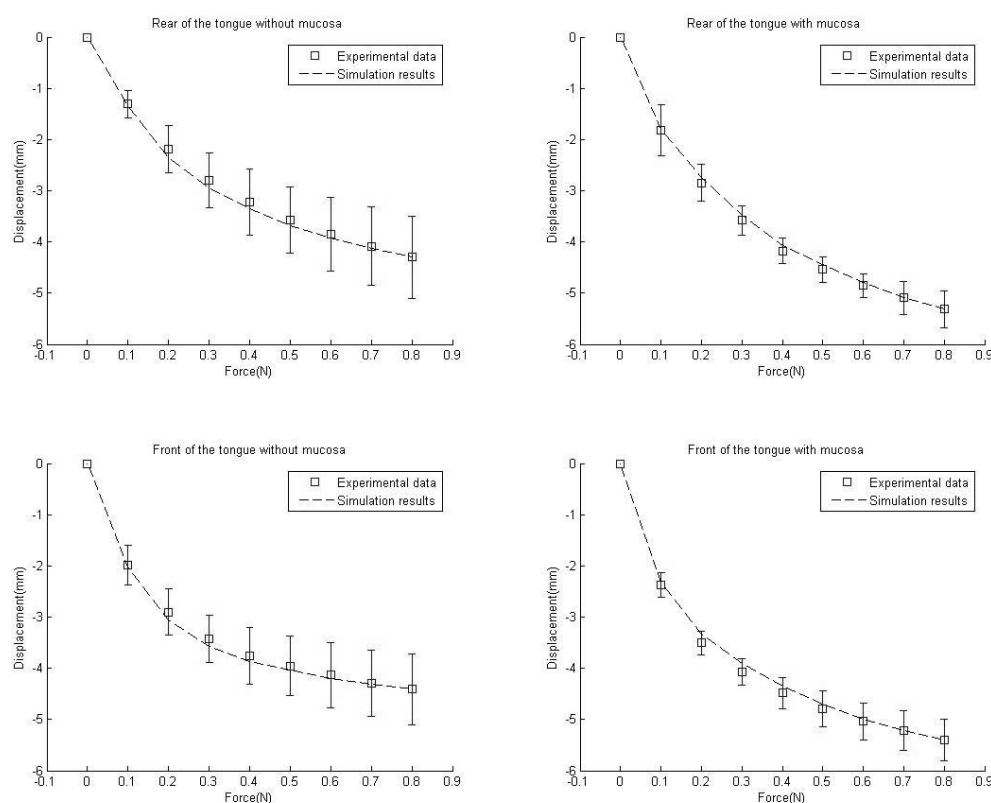 Rear of the tongue without mucosa
Experimental data
Simulation results
Displacement(mm)
0
-1
-2
-3
-4
-5
-6
-0.1 0 0.1 0.2 0.3 0.4 0.5 0.6 0.7 0.8 0.9
Force(N)
Rear of the tongue with mucosa
Experimental data
Simulation results
Displacement(mm)
0
-1
-2
-3
-4
-5
-6
-0.1 0 0.1 0.2 0.3 0.4 0.5 0.6 0.7 0.8 0.9
Force(N)
Front of the tongue without mucosa
Experimental data
Simulation results
Displacement(mm)
0
-1
-2
-3
-4
-5
-6
-0.1 0 0.1 0.2 0.3 0.4 0.5 0.6 0.7 0.8 0.9
Force(N)
Front of the tongue with mucosa
Experimental data
Simulation results
Displacement(mm)
0
-1
-2
-3
-4
-5
-6
-0.1 0 0.1 0.2 0.3 0.4 0.5 0.6 0.7 0.8 0.9
Force(N)